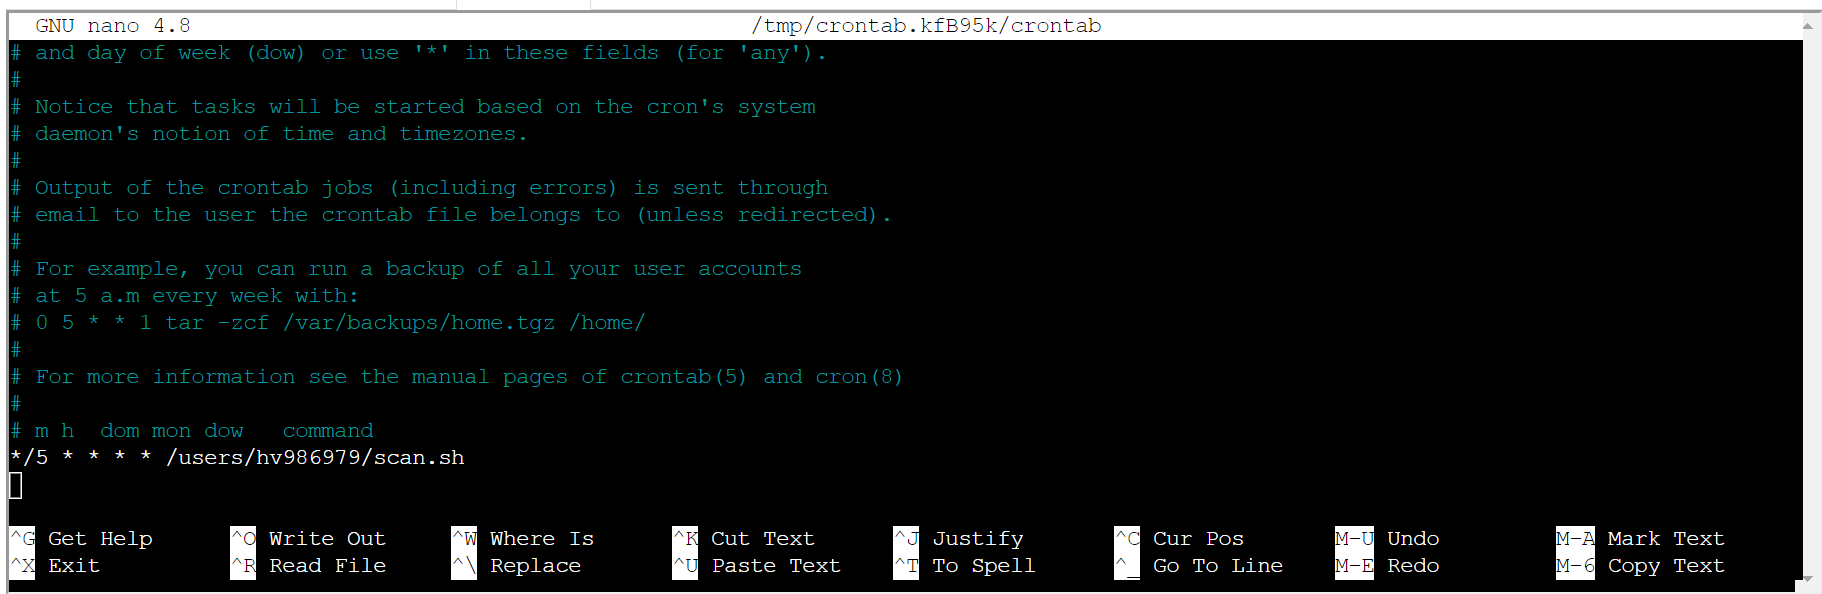 GNU nano 4.8 /tmp/crontab.kfB95k/crontab
# and day of week (dow) or use '*' in these fields (for 'any').
#
# Notice that tasks will be started based on the cron's system
# daemon's notion of time and timezones.
#
# Output of the crontab jobs (including errors) is sent through
# email to the user the crontab file belongs to (unless redirected).
#
# For example, you can run a backup of all your user accounts
# at 5 a.m every week with:
# 0 5 * * 1 tar -zcf /var/backups/home.tgz /home/
#
# For more information see the manual pages of crontab(5) and cron(8)
#
# m h  dom mon dow   command
*/5 * * * * /users/hv986979/scan.sh
^G Get Help ^O Write Out ^W Where Is ^K Cut Text ^J Justify ^C Cur Pos M-U Undo M-A Mark Text
^X Exit ^R Read File ^\ Replace ^U Paste Text ^T To Spell ^_ Go To Line M-E Redo M-6 Copy Text